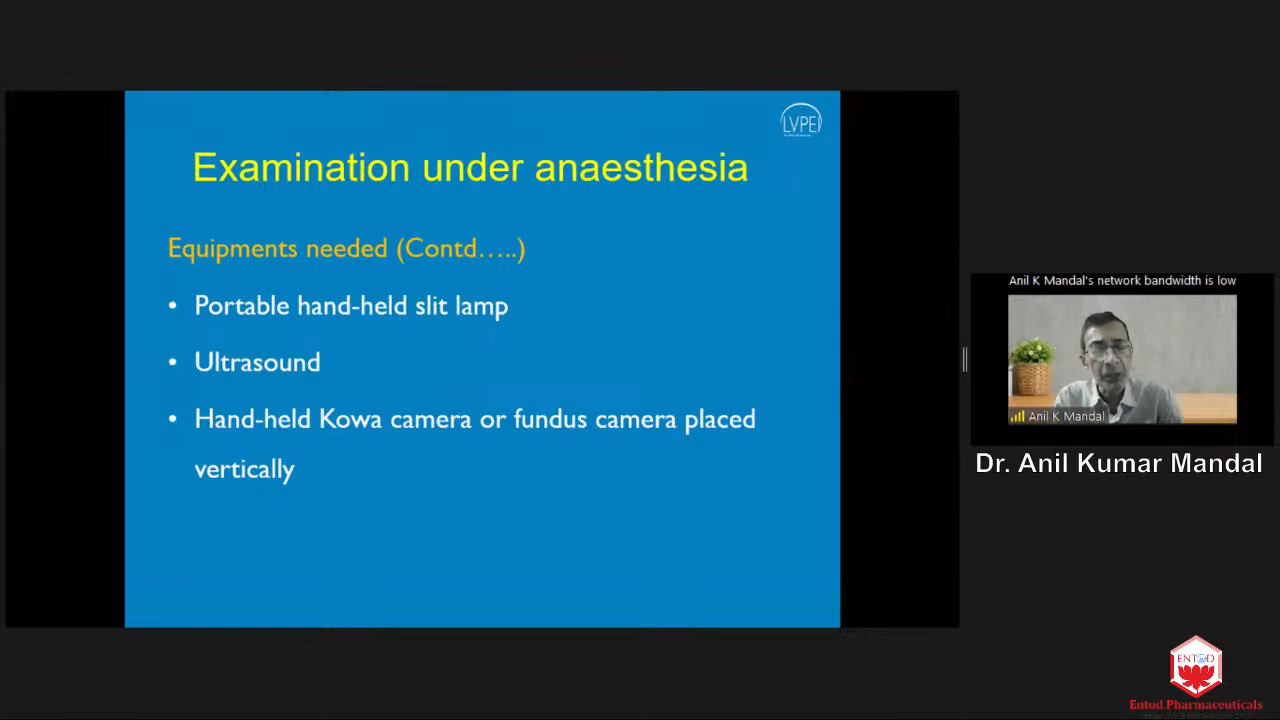 LVPEI
Examination under anaesthesia
Equipments needed (Contd…..)
• Portable hand-held slit lamp
• Ultrasound
• Hand-held Kowa camera or fundus camera placed
vertically
Anil K Mandal's network bandwidth is low
Anil K Mandal
Dr. Anil Kumar Mandal
ENTOD
Entod Pharmaceuticals